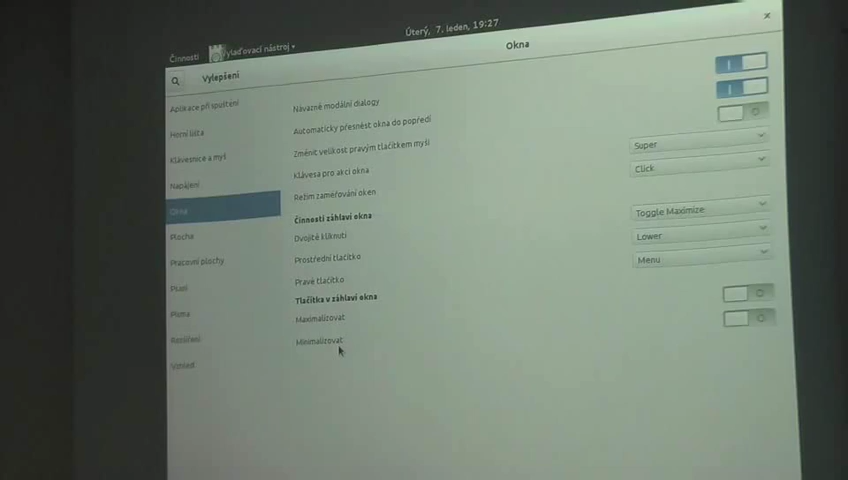 Činnosti
Vylaďovací nástroj
Úterý, 7. leden, 19:27
Vylepšení
Okna
Aplikace při spuštění
Horní lišta
Klávesnice a myš
Napájení
Okna
Plocha
Pracovní plochy
Písma
Rozšíření
Vzhled
Návazné modální dialogy
Automaticky přenést okna do popředí
Změnit velikost pravým tlačítkem myši
Klávesa pro akci okna
Super
Režim zaměřování oken
Click
Činnosti záhlaví okna
Dvojité kliknutí
Toggle Maximize
Prostřední tlačítko
Lower
Pravé tlačítko
Menu
Tlačítka v záhlaví okna
Maximalizovat
Minimalizovat